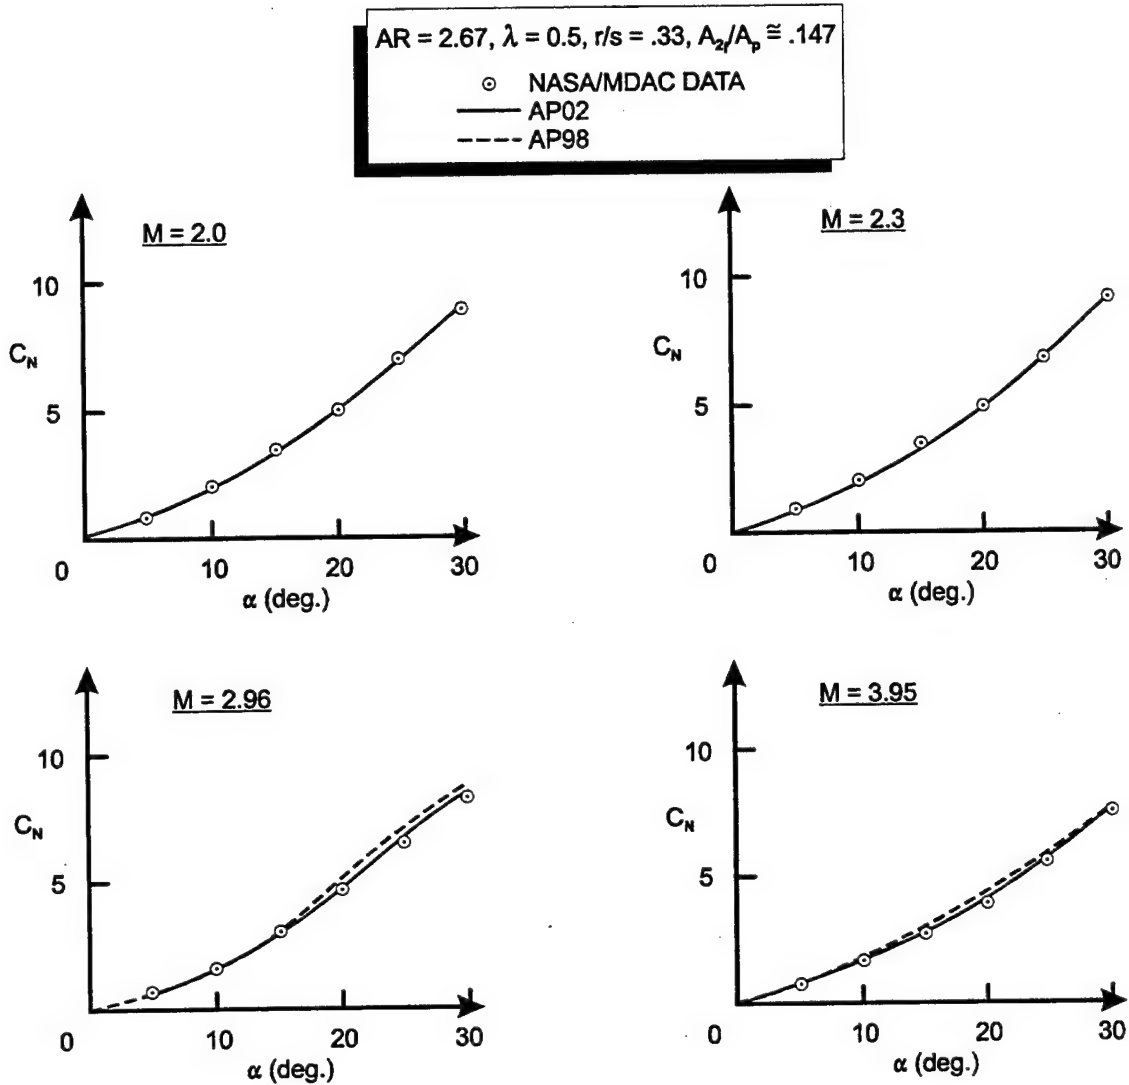 AR = 2.67, λ = 0.5, r/s = .33, A₂f/Aₚ ≅ .147
NASA/MDAC DATA
AP02
AP98
M = 2.0
10
C_N
5
0
10
20
30
α (deg.)
M = 2.3
10
C_N
5
0
10
20
30
α (deg.)
M = 2.96
10
C_N
5
0
10
20
30
α (deg.)
M = 3.95
10
C_N
5
0
10
20
30
α (deg.)